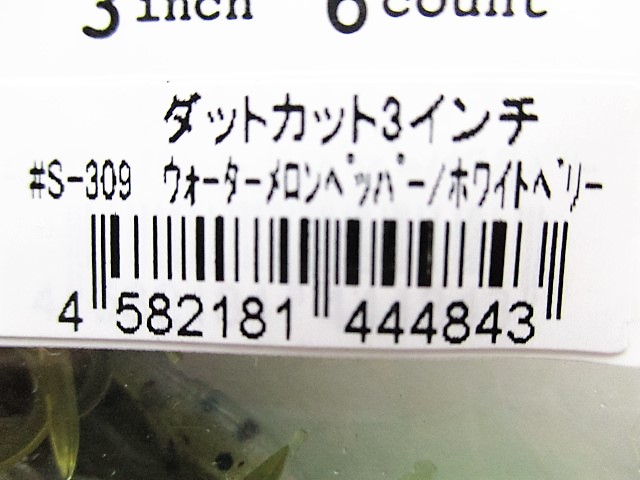 3 inch 6 count
ダットカット3インチ
#S-309 ウォーターメロンペッパー/ホワイトベリー
4 582181 444843